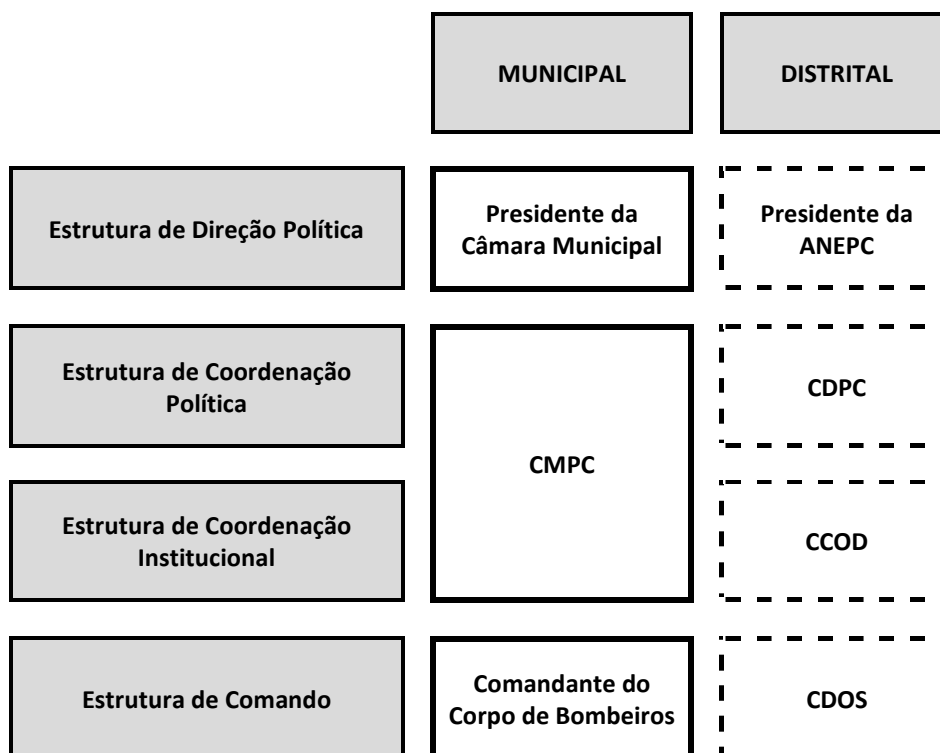 MUNICIPAL
DISTRITAL
Estrutura de Direção Política
Presidente da
Câmara Municipal
Presidente da
ANEPC
Estrutura de Coordenação
Política
CMPC
CDPC
Estrutura de Coordenação
Institucional
CCOD
Estrutura de Comando
Comandante do
Corpo de Bombeiros
CDOS